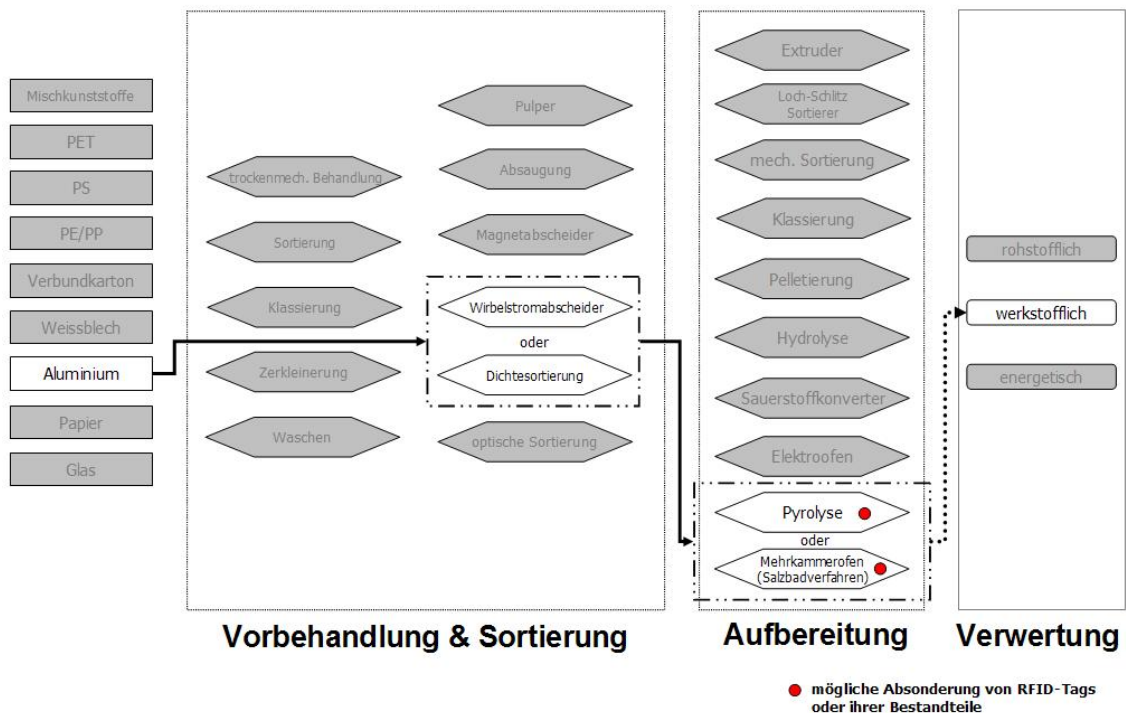 Mischkunststoffe
PET
PS
PE/PP
Verbundkarton
Weissblech
Aluminium
Papier
Glas
trockenmech. Behandlung
Sortierung
Klassierung
Zerkleinerung
Waschen
Pulper
Absaugung
Magnetabscheider
Wirbelstromabscheider
oder
Dichtesortierung
optische Sortierung
Extruder
Loch-Schlitz
Sortierer
mech. Sortierung
Klassierung
Pelletierung
Hydrolyse
Sauerstoffkonverter
Elektroofen
Pyrolyse
oder
Mehrkammerofen
(Salzbadverfahren)
rohstofflich
werkstofflich
energetisch
Vorbehandlung & Sortierung
Aufbereitung
Verwertung
mögliche Absonderung von RFID-Tags
oder ihrer Bestandteile